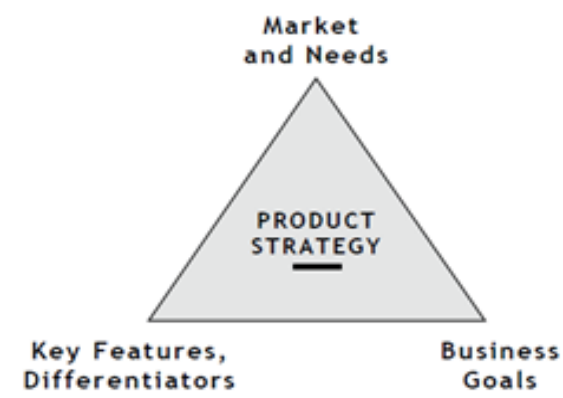 Market
and Needs
PRODUCT
STRATEGY
Key Features,
Differentiators
Business
Goals